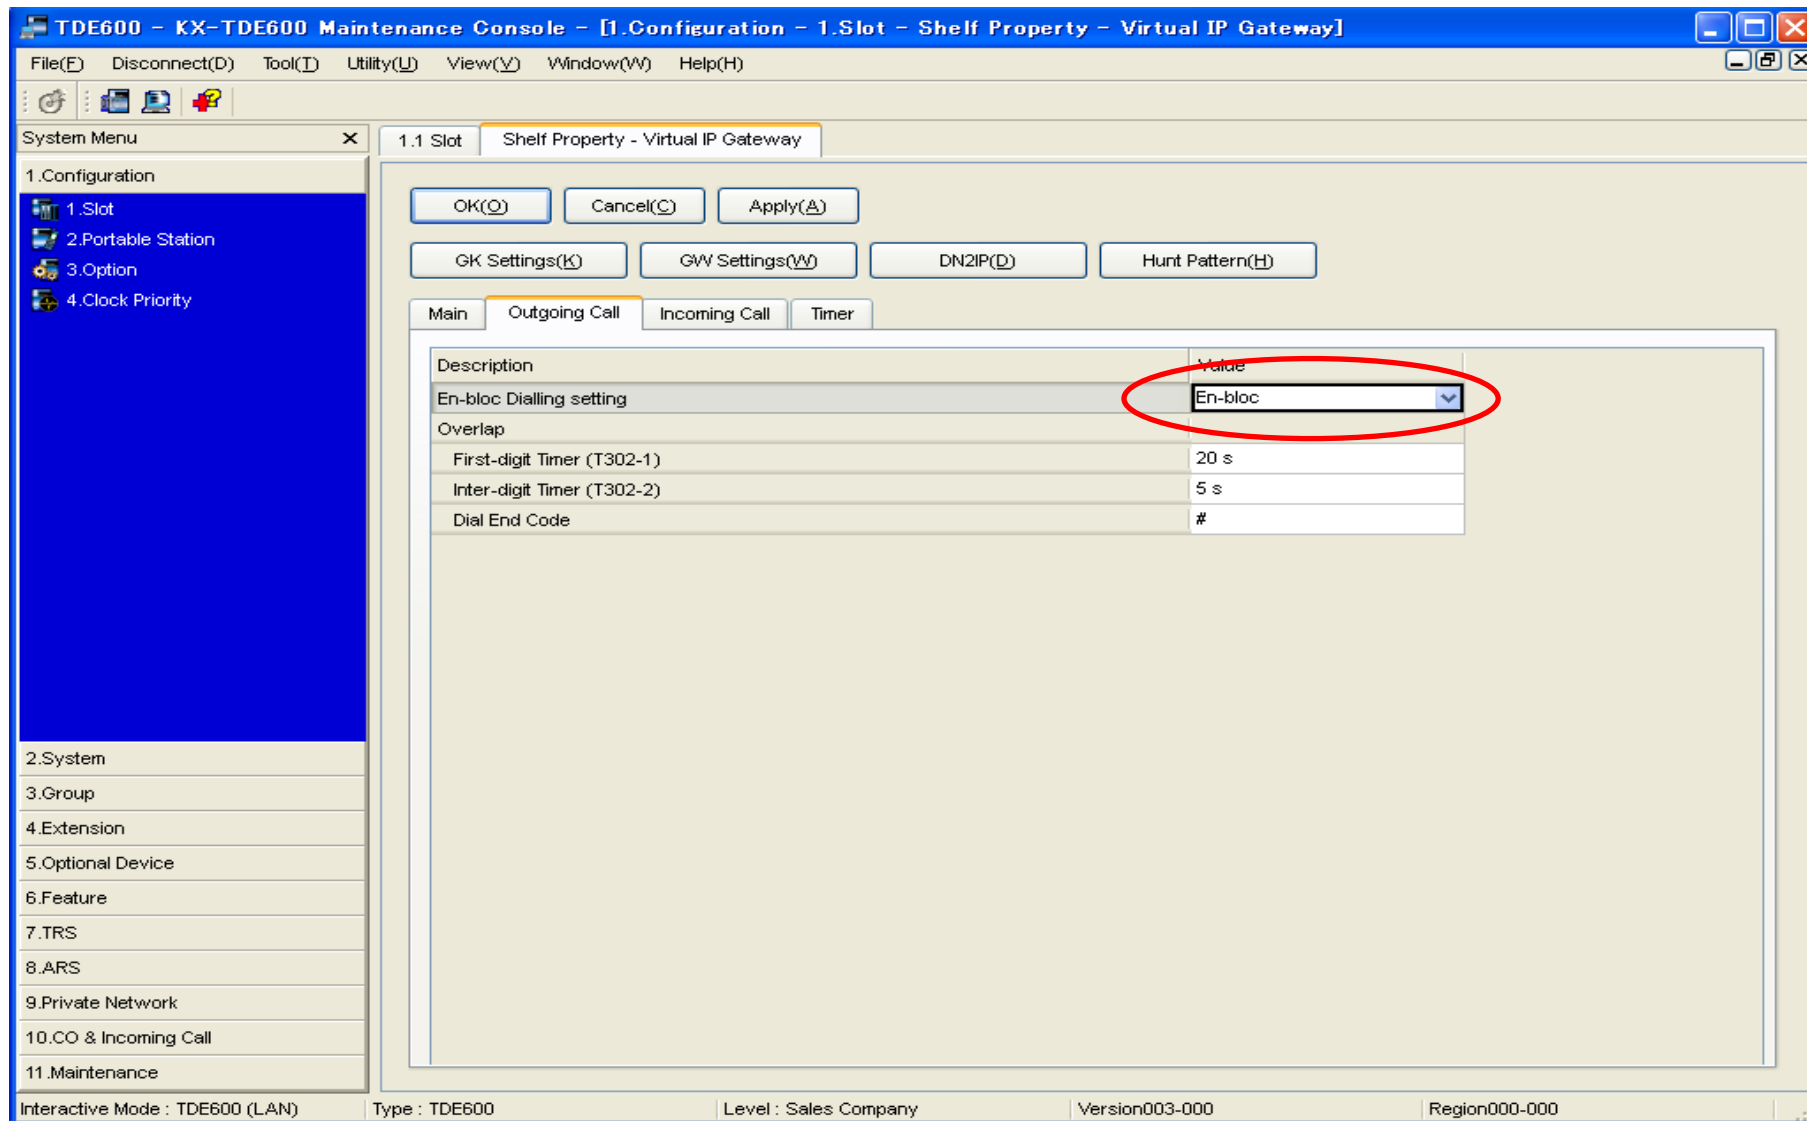 TDE600 - KX-TDE600 Maintenance Console - [1.Configuration - 1.Slot - Shelf Property - Virtual IP Gateway]
File(F) Disconnect(D) Tool(T) Utility(U) View(V) Window(W) Help(H)
System Menu
1.1 Slot Shelf Property - Virtual IP Gateway
1.Configuration
1.Slot
2.Portable Station
3.Option
4.Clock Priority
OK(O) Cancel(C) Apply(A)
GK Settings(K) GW Settings(W) DN2IP(D) Hunt Pattern(H)
Main Outgoing Call Incoming Call Timer
Description Value
En-bloc Dialling setting En-bloc
Overlap
First-digit Timer (T302-1) 20 s
Inter-digit Timer (T302-2) 5 s
Dial End Code #
2.System
3.Group
4.Extension
5.Optional Device
6.Feature
7.TRS
8.ARS
9.Private Network
10.CO & Incoming Call
11.Maintenance
Interactive Mode : TDE600 (LAN) Type : TDE600 Level : Sales Company Version003-000 Region000-000